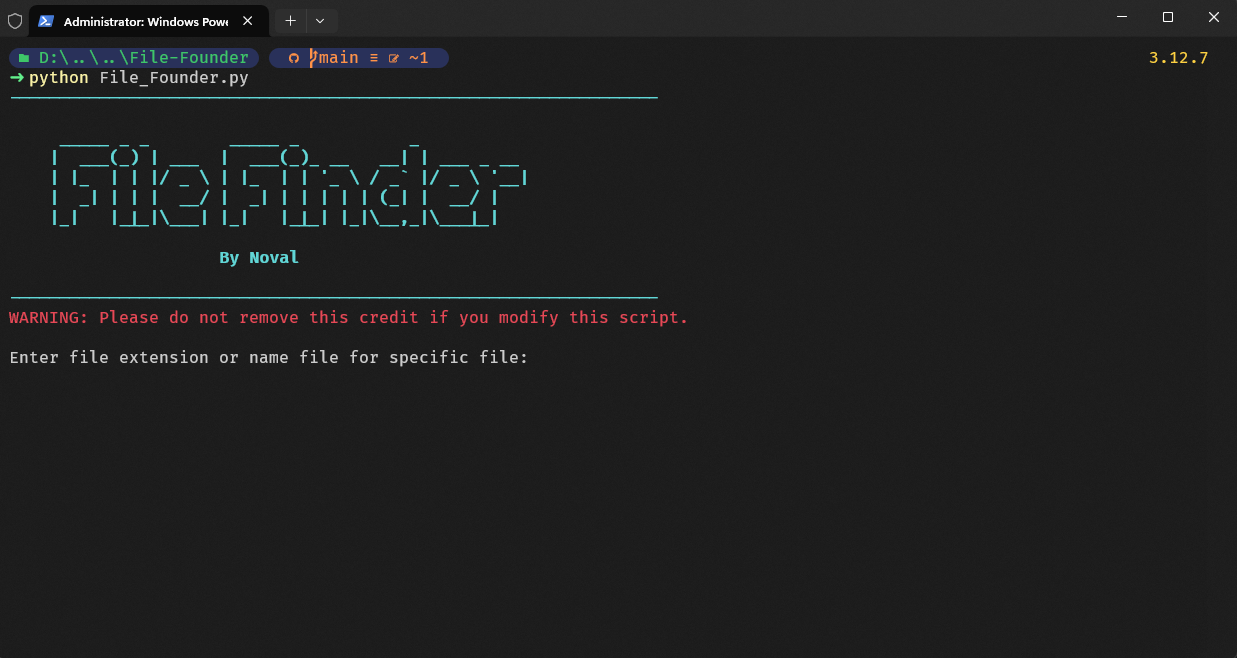 Administrator: Windows Powe
D:\..\..\File-Founder main ≡ ~1 3.12.7
➜ python File_Founder.py
File Finder
By Noval
WARNING: Please do not remove this credit if you modify this script.
Enter file extension or name file for specific file: